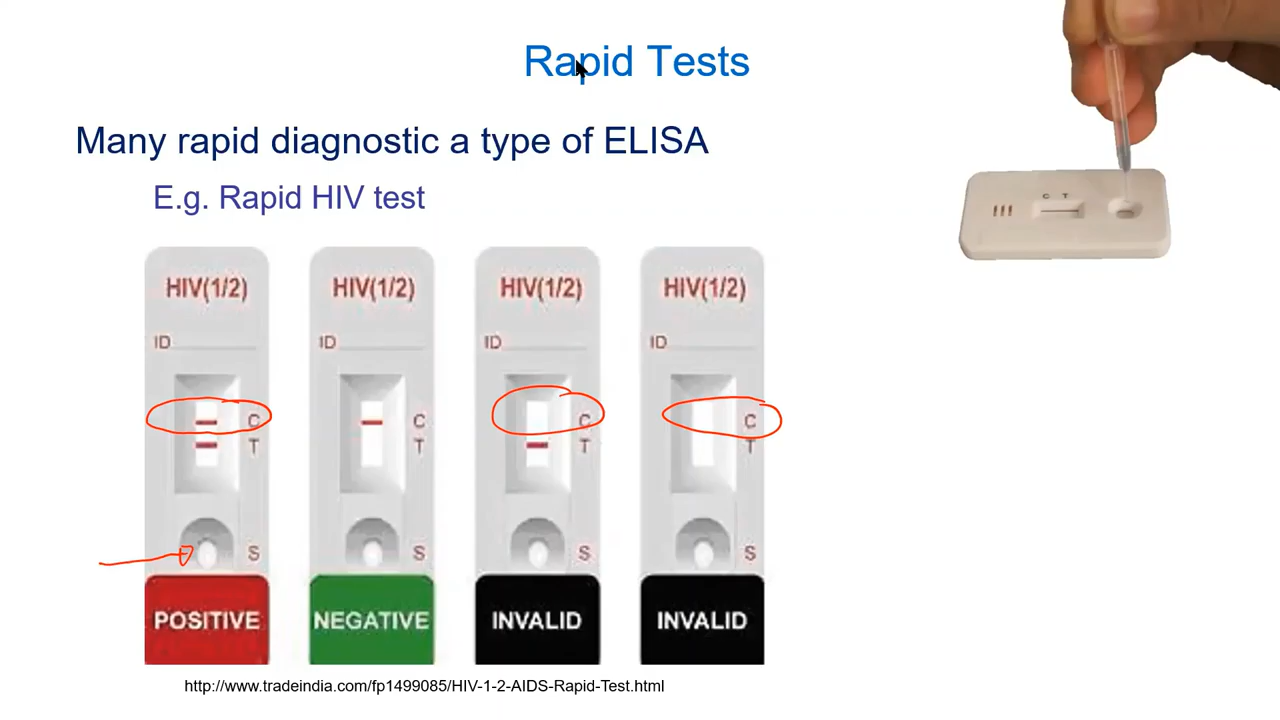 Rapid Tests
Many rapid diagnostic a type of ELISA
E.g. Rapid HIV test
C T
HIV(1/2)
ID
C
T
S
POSITIVE
HIV(1/2)
ID
C
T
S
NEGATIVE
HIV(1/2)
ID
C
T
S
INVALID
HIV(1/2)
ID
C
T
S
INVALID
http://www.tradeindia.com/fp1499085/HIV-1-2-AIDS-Rapid-Test.html